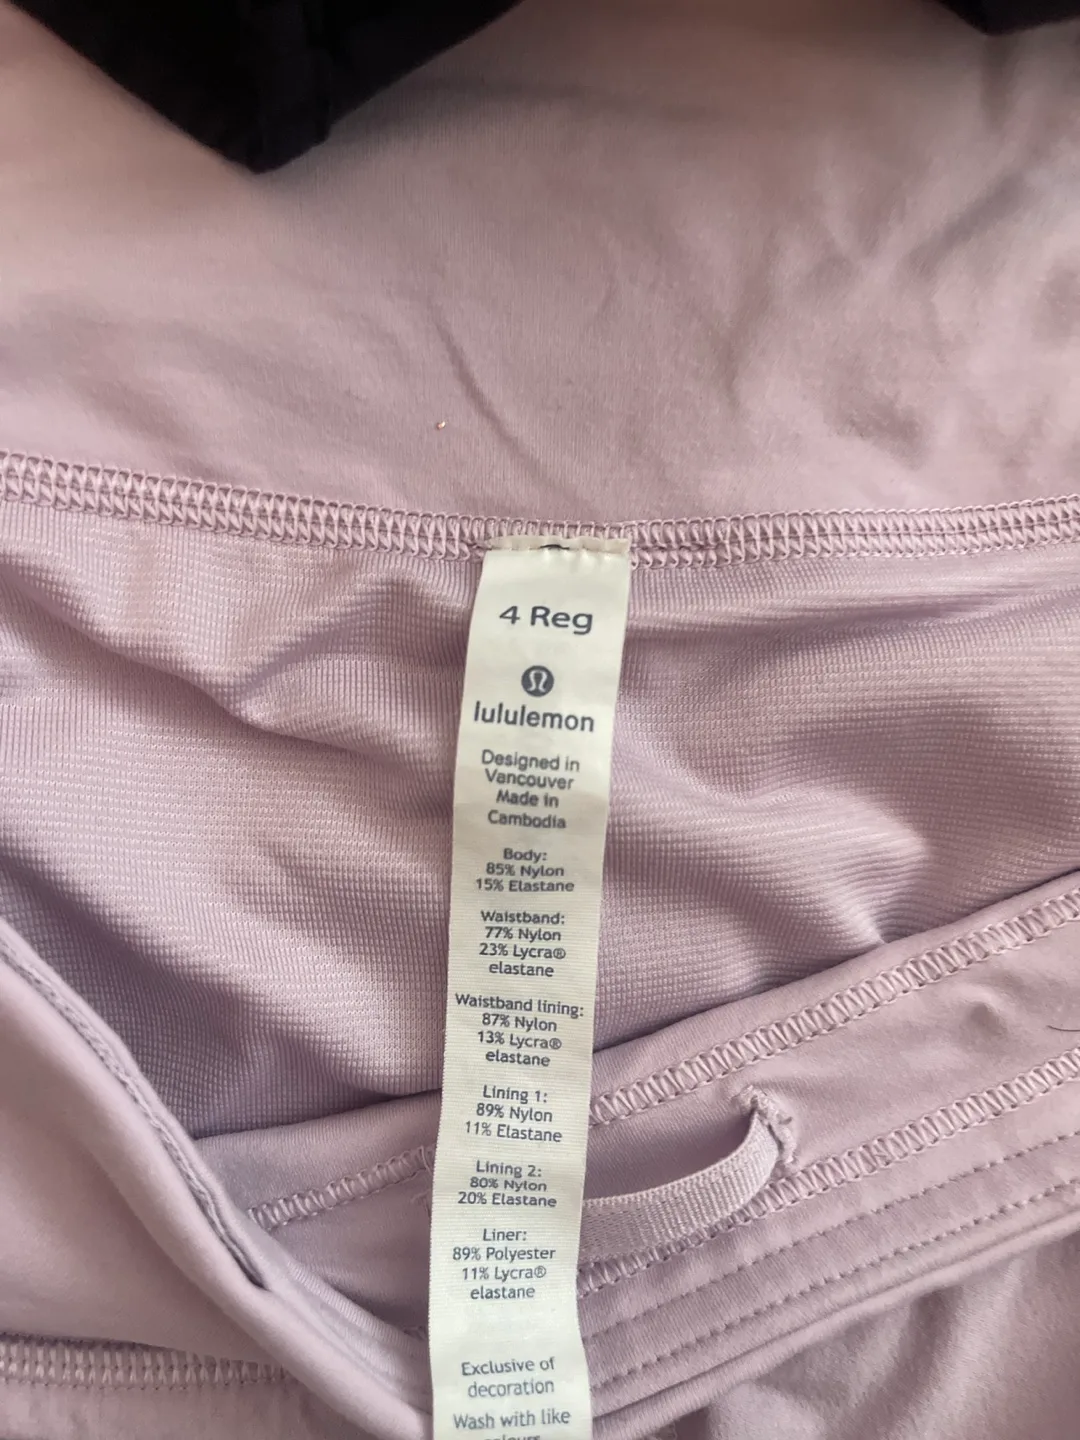 4 Reg
lululemon
Designed in
Vancouver
Made in
Cambodia
Body:
85% Nylon
15% Elastane
Waistband:
77% Nylon
23% Lycra®
elastane
Waistband lining:
87% Nylon
13% Lycra®
elastane
Lining 1:
89% Nylon
11% Elastane
Lining 2:
80% Nylon
20% Elastane
Liner:
89% Polyester
11% Lycra®
elastane
Exclusive of
decoration
Wash with like